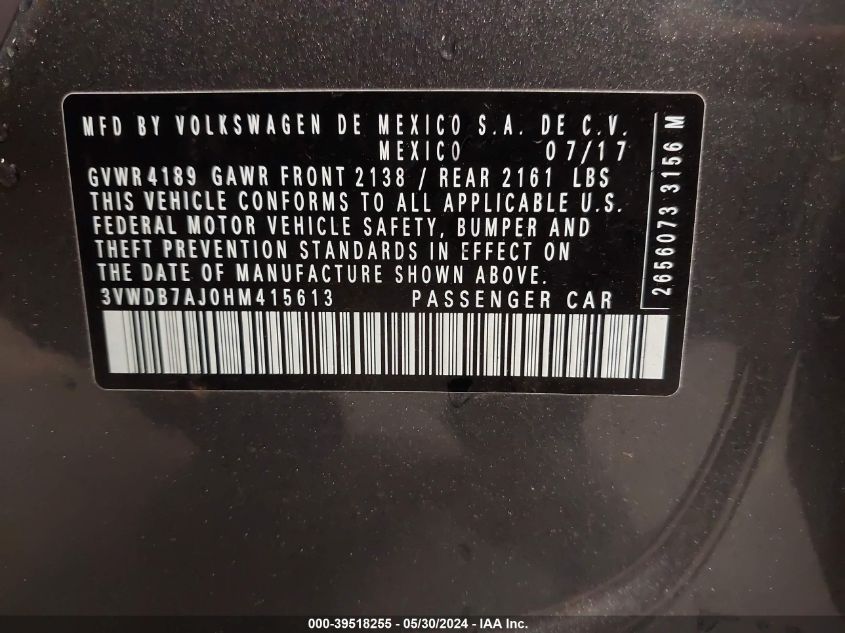 MFD BY VOLKSWAGEN DE MEXICO S.A. DE C.V.
MEXICO 07/17
GVWR 4189 GAWR FRONT 2138 / REAR 2161 LBS
THIS VEHICLE CONFORMS TO ALL APPLICABLE U.S.
FEDERAL MOTOR VEHICLE SAFETY, BUMPER AND
THEFT PREVENTION STANDARDS IN EFFECT ON
THE DATE OF MANUFACTURE SHOWN ABOVE.
3VWDB7AJ0HM415613 PASSENGER CAR
2656073 3156 M
000-39518255 - 05/30/2024 - IAA Inc.